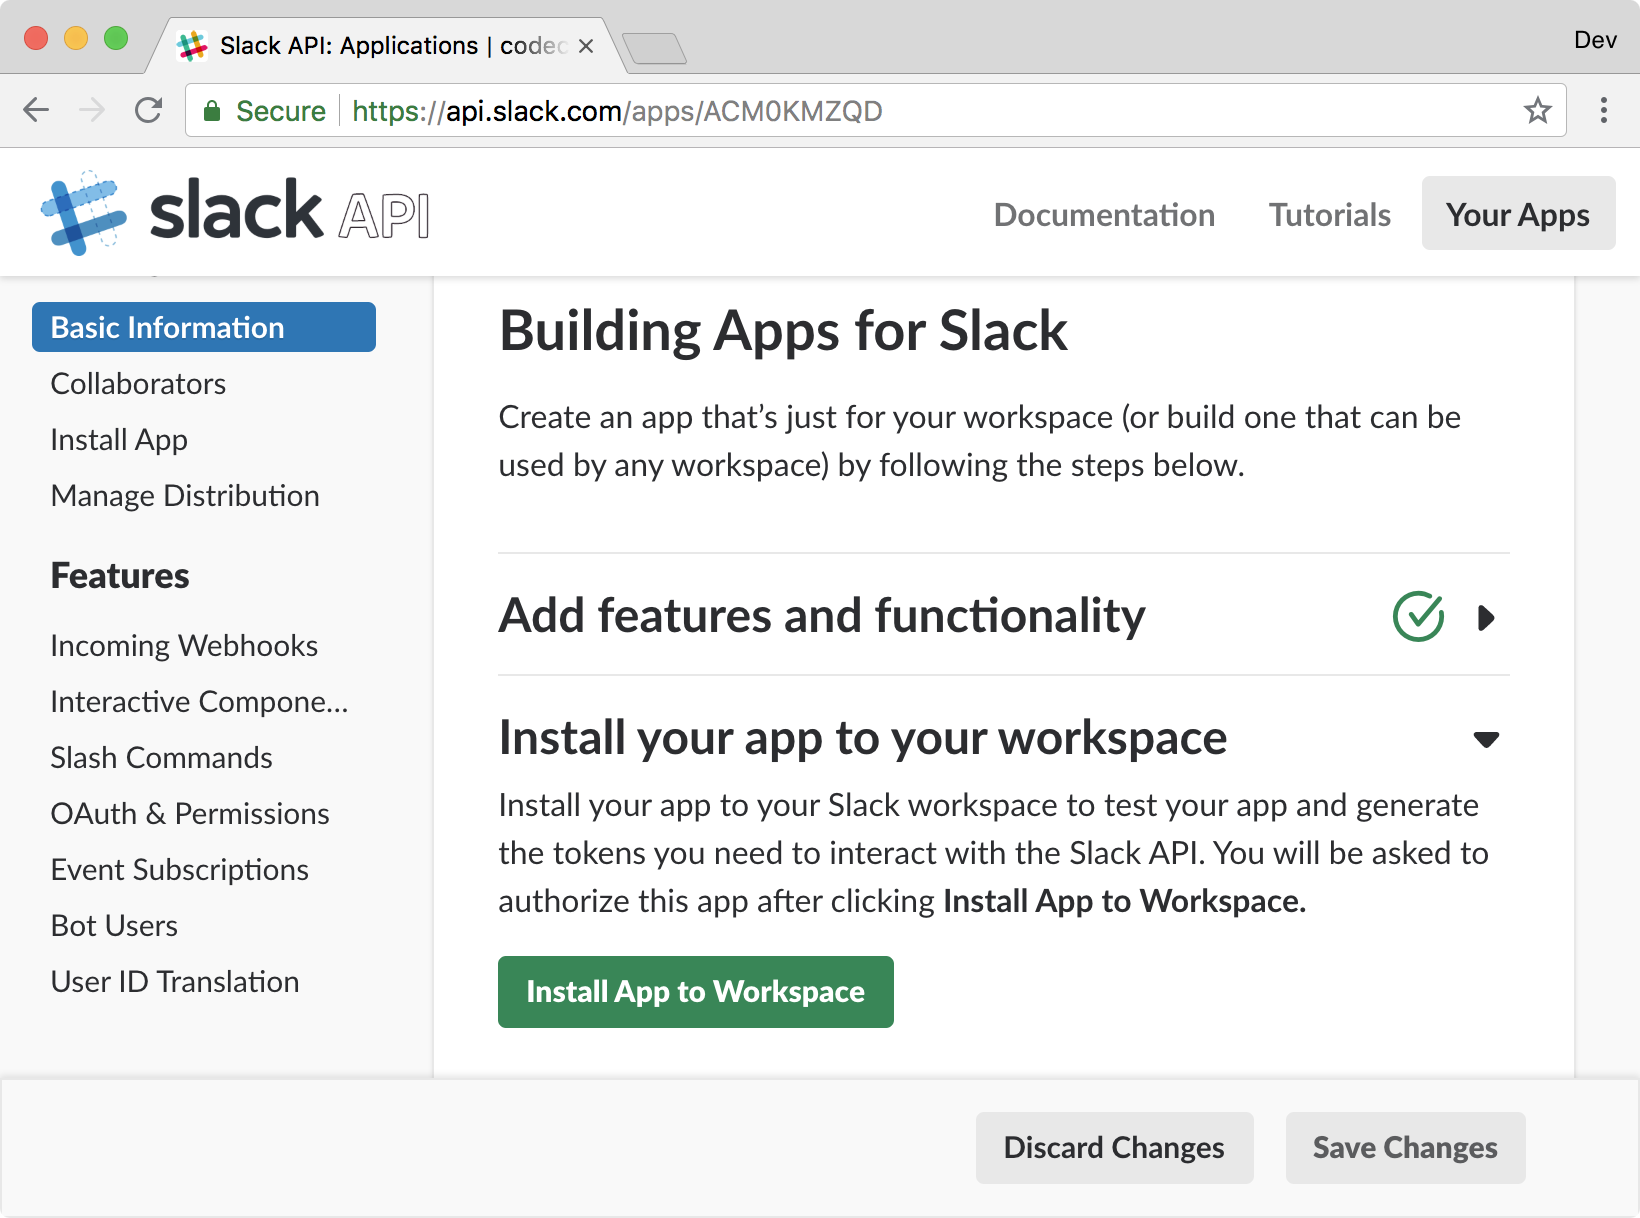 Slack API: Applications | codec
Dev
Secure
https://api.slack.com/apps/ACM0KMZQD
slack API
Documentation
Tutorials
Your Apps
Basic Information
Collaborators
Install App
Manage Distribution
Features
Incoming Webhooks
Interactive Compone...
Slash Commands
OAuth & Permissions
Event Subscriptions
Bot Users
User ID Translation
Building Apps for Slack
Create an app that’s just for your workspace (or build one that can be
used by any workspace) by following the steps below.
Add features and functionality
Install your app to your workspace
Install your app to your Slack workspace to test your app and generate
the tokens you need to interact with the Slack API. You will be asked to
authorize this app after clicking Install App to Workspace.
Install App to Workspace
Discard Changes
Save Changes